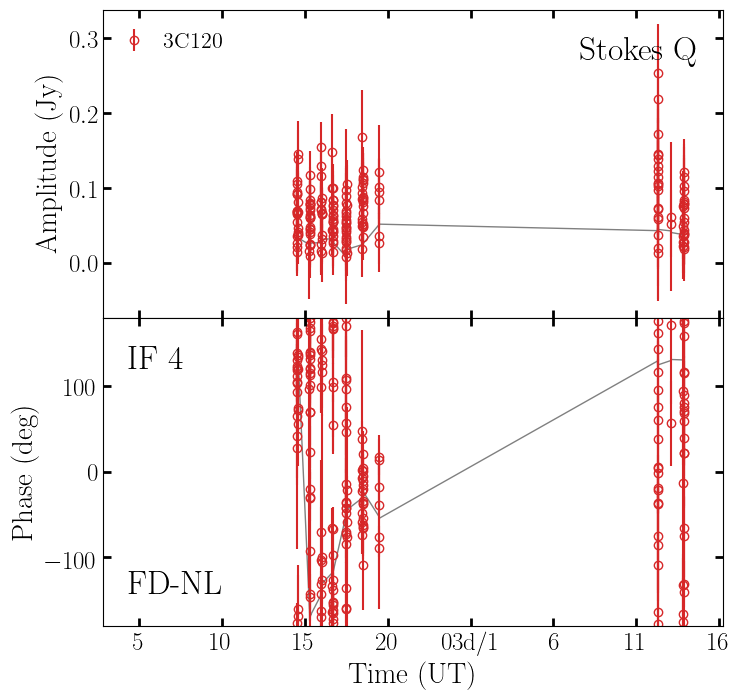 3C120
Stokes Q
0.3
0.2
0.1
0.0
Amplitude (Jy)
IF 4
100
0
−100
Phase (deg)
FD-NL
5 10 15 20 03d/1 6 11 16
Time (UT)